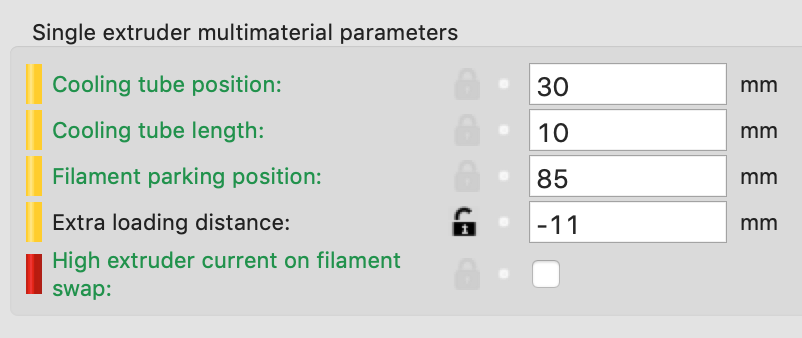 Single extruder multimaterial parameters
Cooling tube position: 30 mm
Cooling tube length: 10 mm
Filament parking position: 85 mm
Extra loading distance: -11 mm
High extruder current on filament
swap: